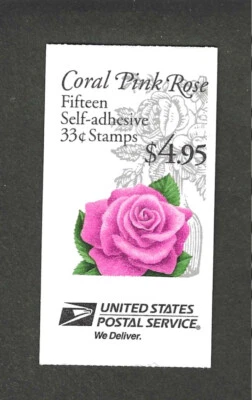 Coral Pink Rose
Fifteen
Self-adhesive
33¢ Stamps
$4.95
UNITED STATES
POSTAL SERVICE®
We Deliver.